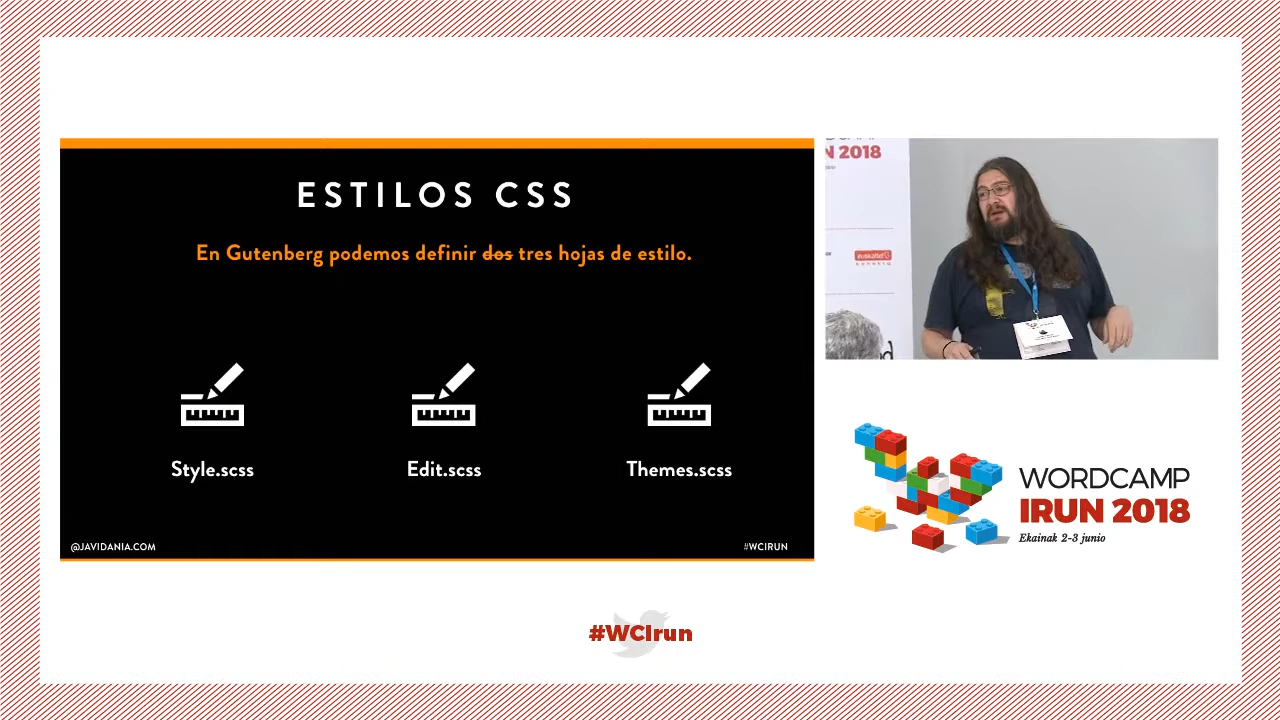 ESTILOS CSS
En Gutenberg podemos definir dos tres hojas de estilo.
Style.scss
Edit.scss
Themes.scss
@JAVIDANIA.COM
#WCIRUN
N 2018
euskaltel
WORDCAMP
IRUN 2018
Ekainak 2-3 junio
#WCIrun